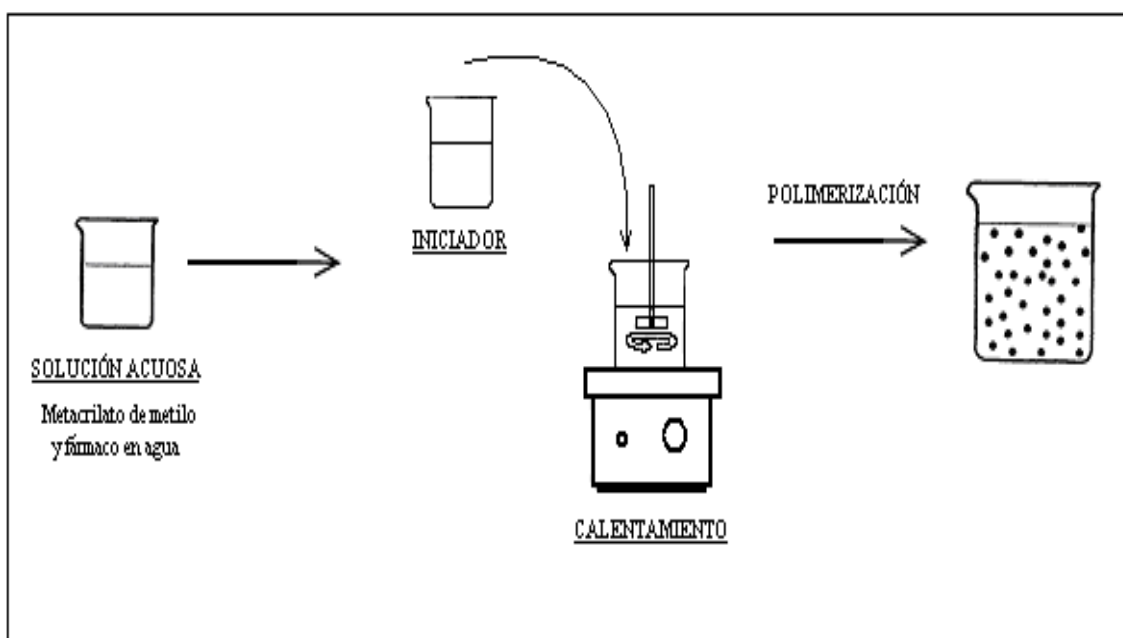 SOLUCIÓN ACUOSA
Metacrilato de metilo
y fármaco en agua
INICIADOR
CALENTAMIENTO
POLIMERIZACIÓN